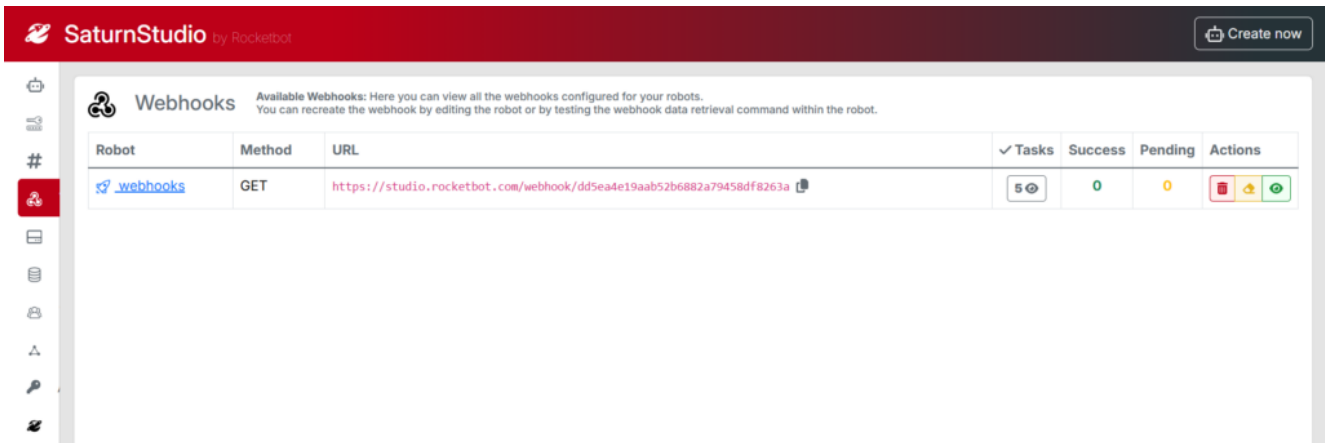 SaturnStudio by Rocketbot
Create now
Webhooks
Available Webhooks: Here you can view all the webhooks configured for your robots.
You can recreate the webhook by editing the robot or by testing the webhook data retrieval command within the robot.
Robot Method URL ✓ Tasks Success Pending Actions
webhooks GET https://studio.rocketbot.com/webhook/dd5ea4e19aab52b6882a79458df8263a 5 0 0